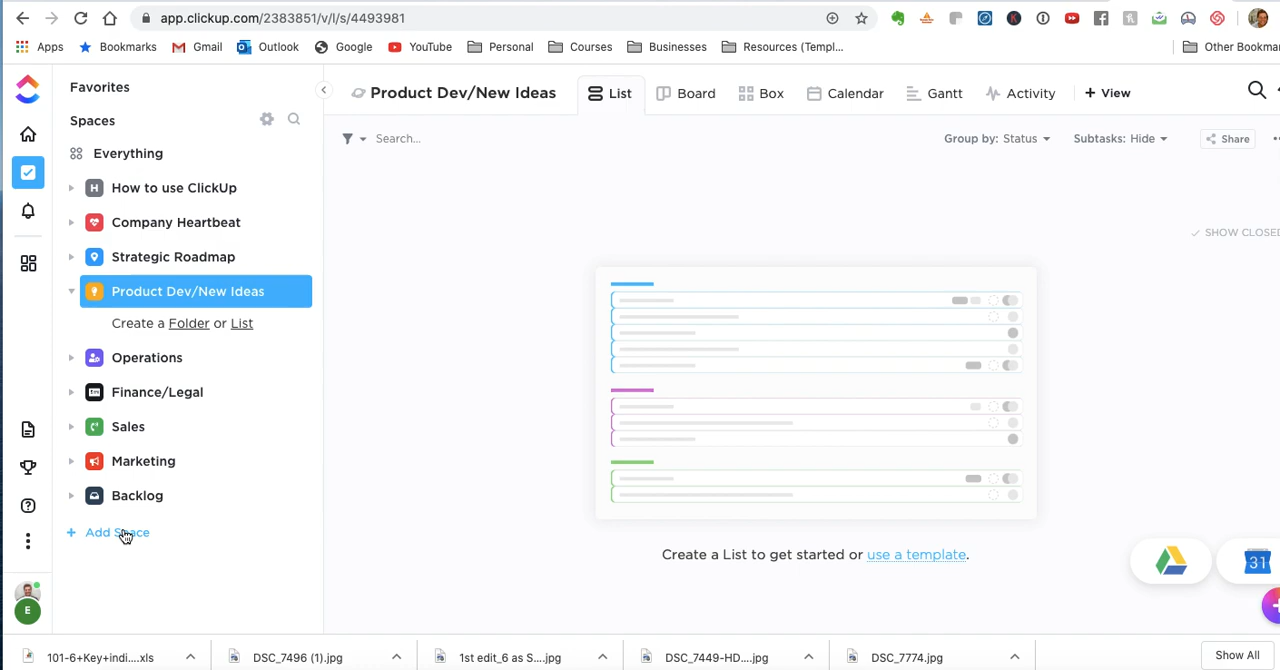 app.clickup.com/2383851/v/l/s/4493981
Apps Bookmarks Gmail Outlook Google YouTube Personal Courses Businesses Resources (Templ... Other Bookmar
Favorites
Spaces
Everything
H How to use ClickUp
Company Heartbeat
Strategic Roadmap
Product Dev/New Ideas
Create a Folder or List
Operations
Finance/Legal
Sales
Marketing
Backlog
+ Add Space
E
Product Dev/New Ideas List Board Box Calendar Gantt Activity + View
Search... Group by: Status Subtasks: Hide Share
SHOW CLOSED
Create a List to get started or use a template.
31
101-6+Key+indi....xls DSC_7496 (1).jpg 1st edit_6 as S....jpg DSC_7449-HD....jpg DSC_7774.jpg Show All